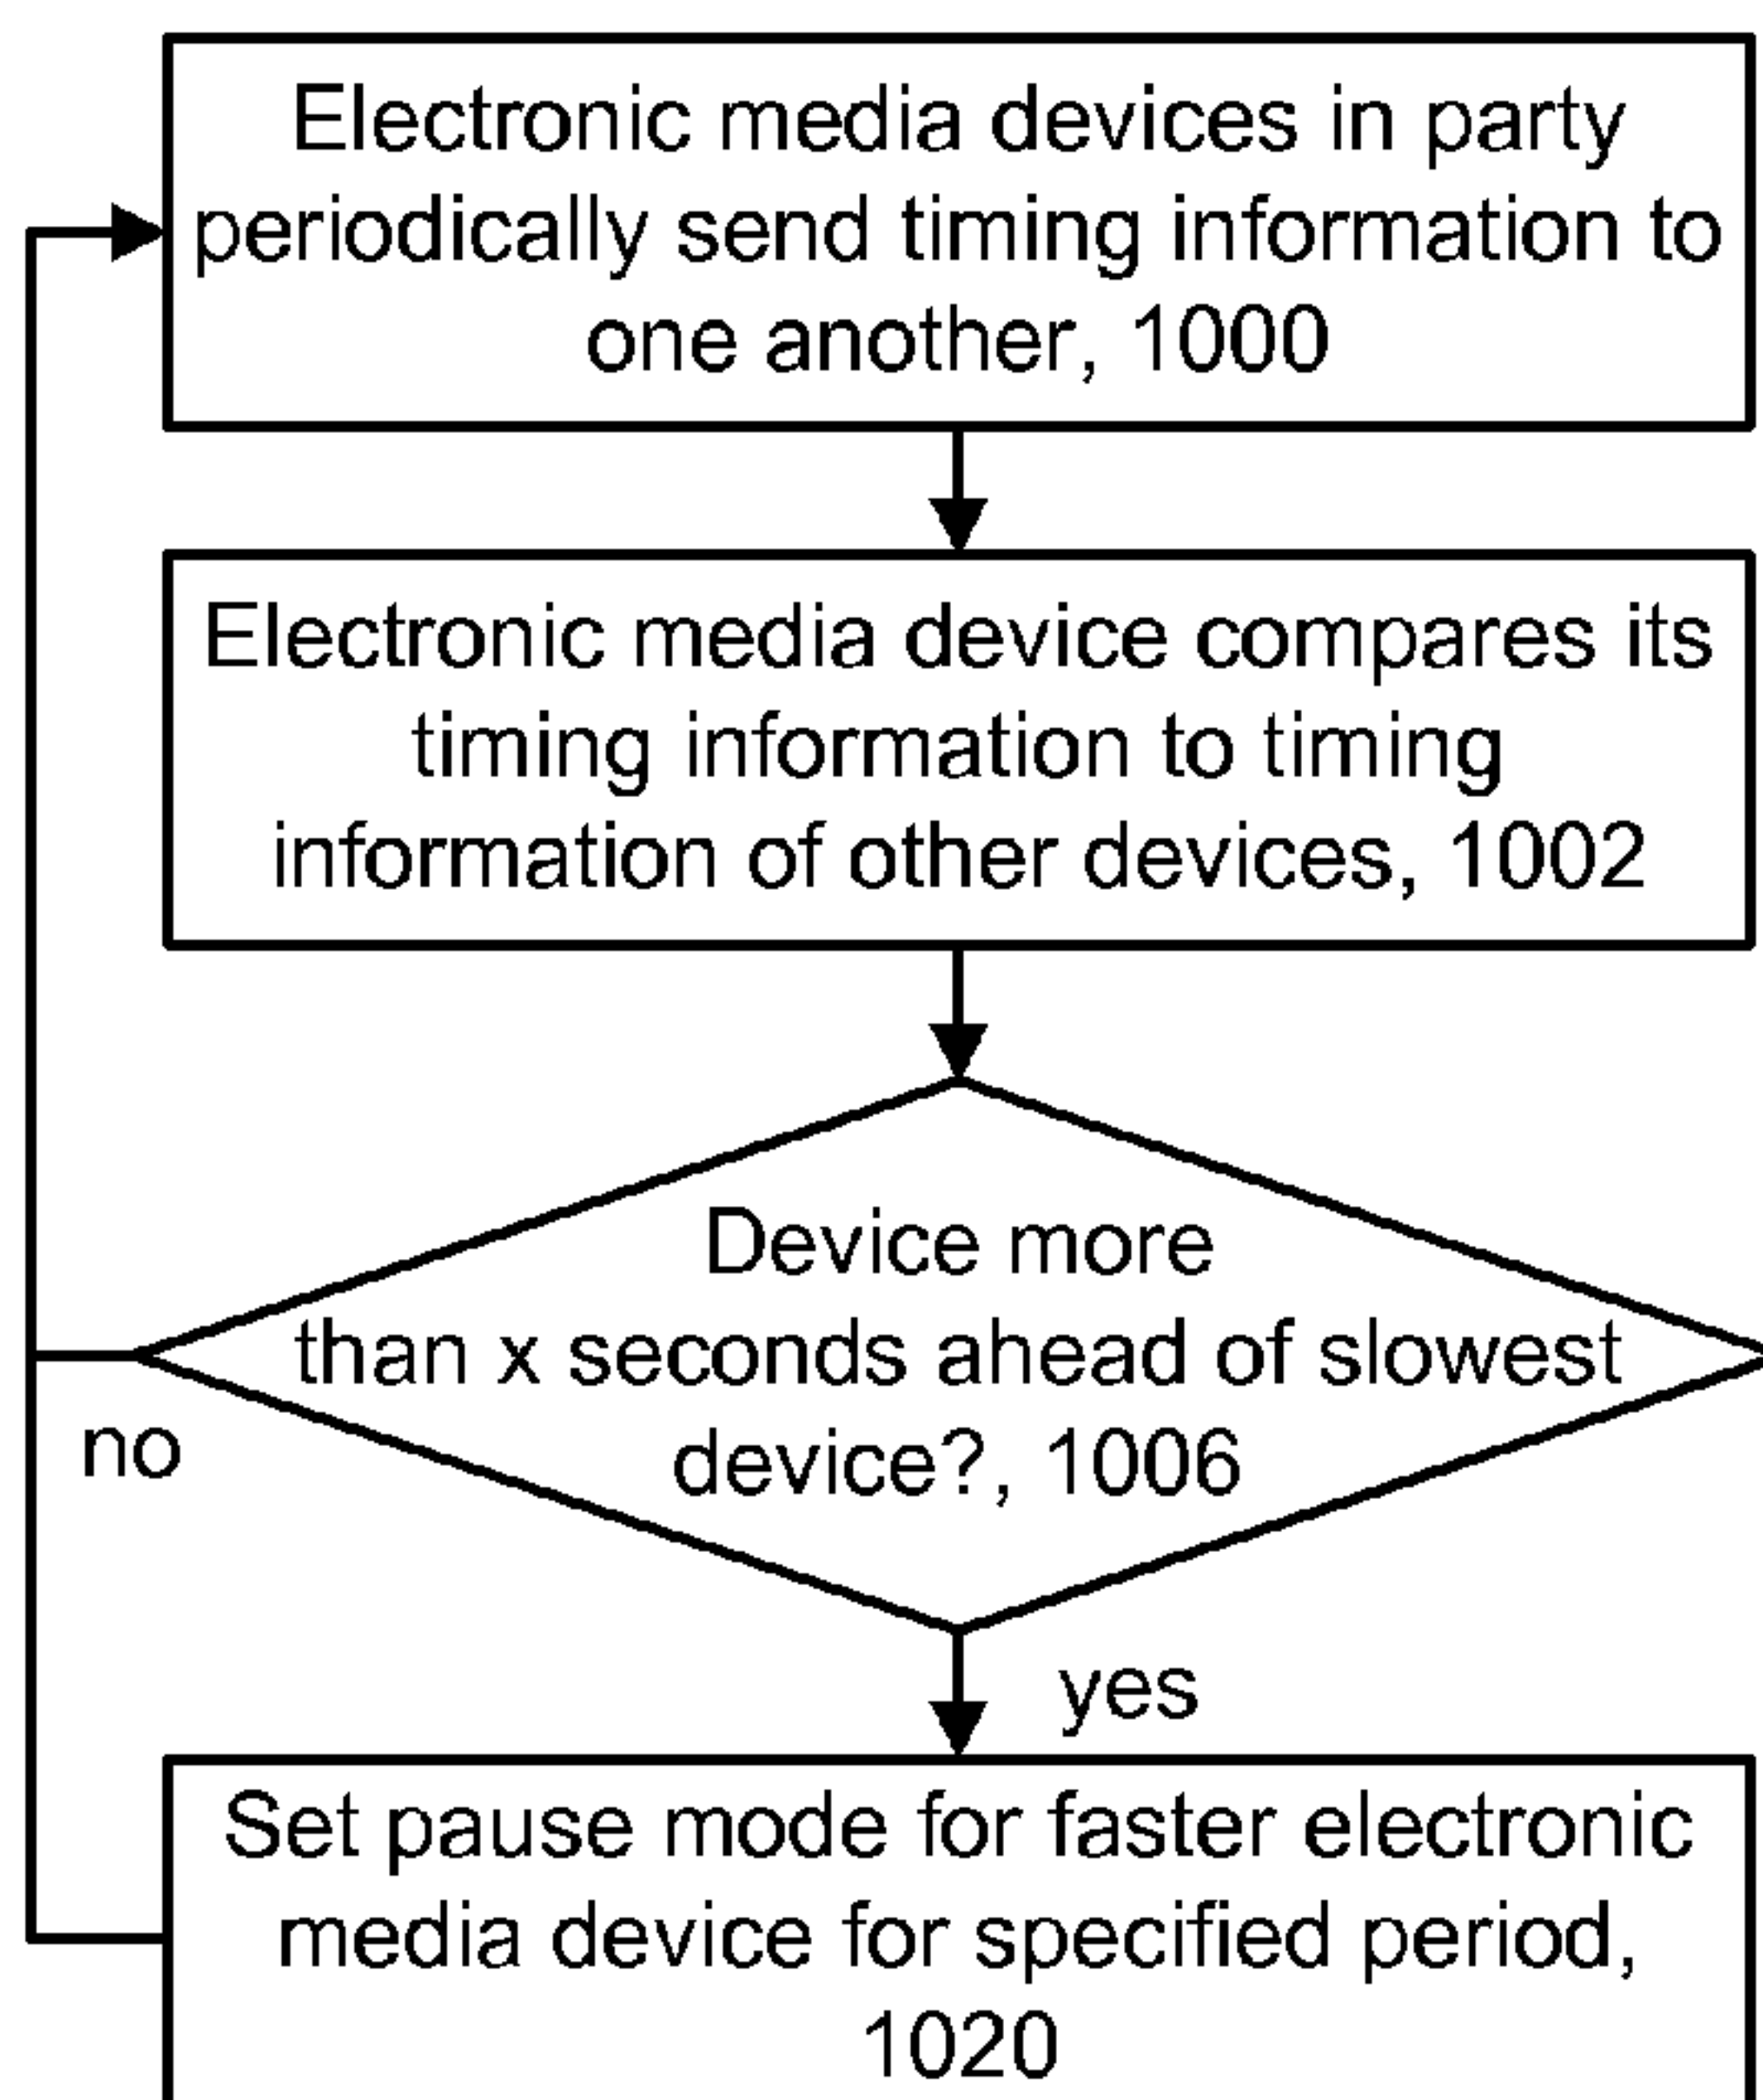 Electronic media devices in party
periodically send timing information to
one another, 1000
Electronic media device compares its
timing information to timing
information of other devices, 1002
Device more
than x seconds ahead of slowest
device?, 1006
no
yes
Set pause mode for faster electronic
media device for specified period,
1020